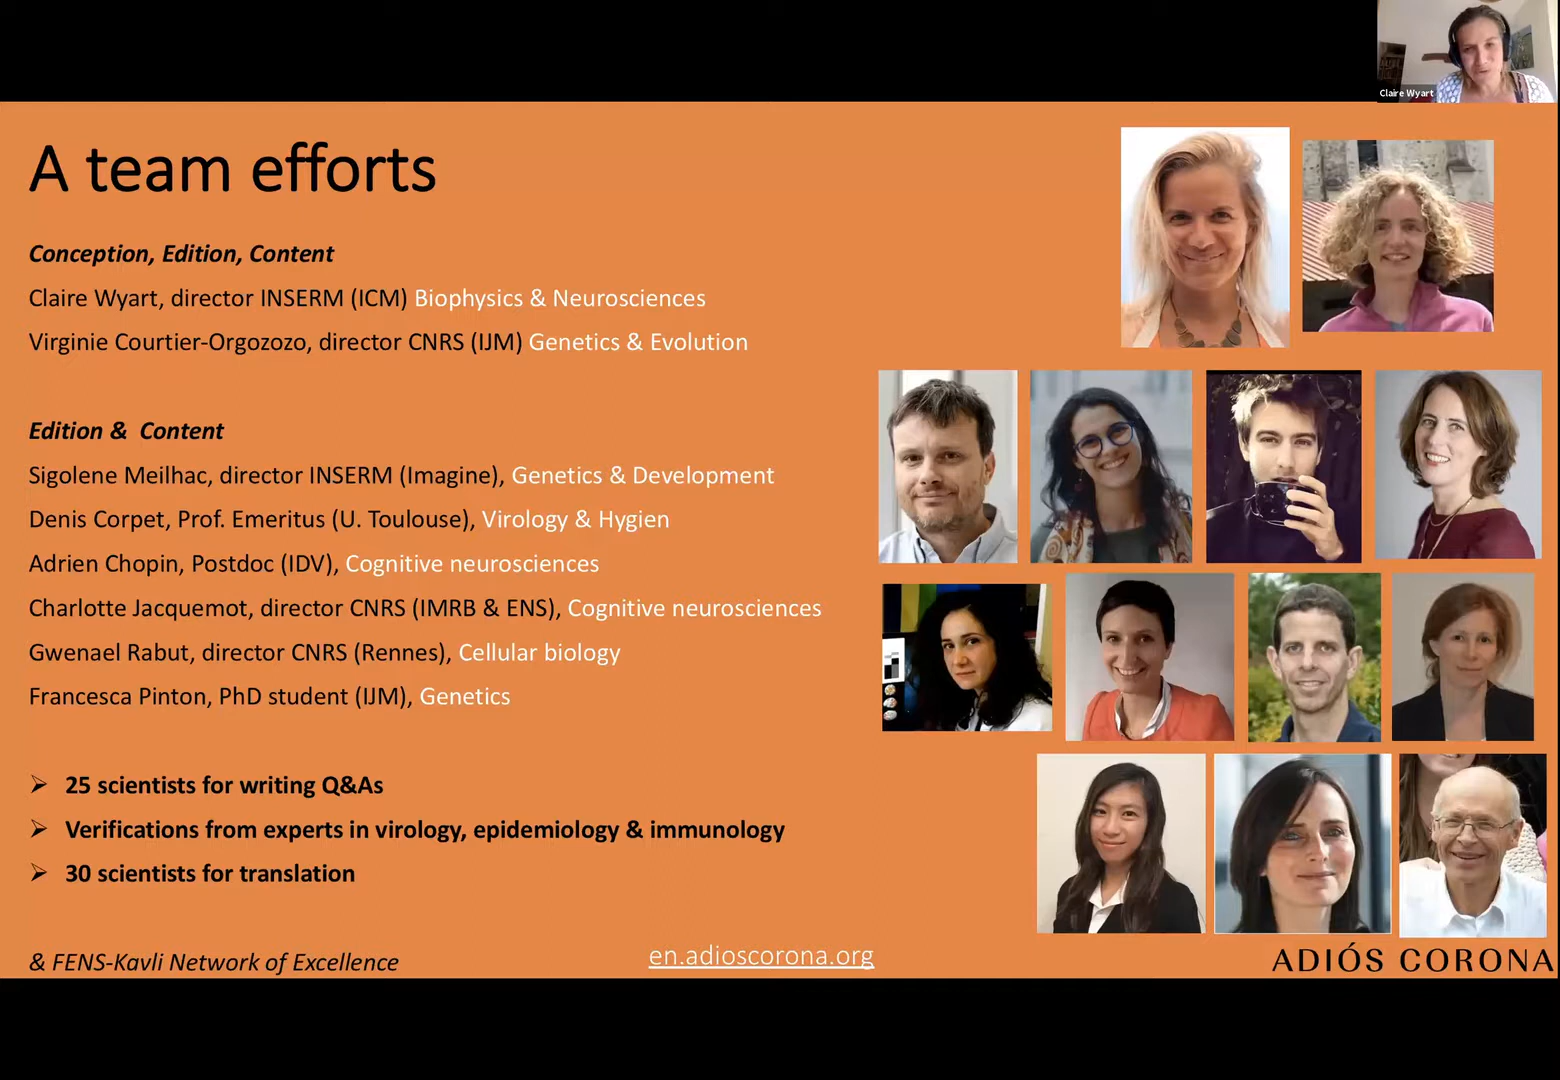 Claire Wyart
A team efforts
Conception, Edition, Content
Claire Wyart, director INSERM (ICM) Biophysics & Neurosciences
Virginie Courtier-Orgozozo, director CNRS (IJM) Genetics & Evolution
Edition & Content
Sigolene Meilhac, director INSERM (Imagine), Genetics & Development
Denis Corpet, Prof. Emeritus (U. Toulouse), Virology & Hygien
Adrien Chopin, Postdoc (IDV), Cognitive neurosciences
Charlotte Jacquemot, director CNRS (IMRB & ENS), Cognitive neurosciences
Gwenael Rabut, director CNRS (Rennes), Cellular biology
Francesca Pinton, PhD student (IJM), Genetics
➢ 25 scientists for writing Q&As
➢ Verifications from experts in virology, epidemiology & immunology
➢ 30 scientists for translation
& FENS-Kavli Network of Excellence
en.adioscorona.org
ADIÓS CORONA